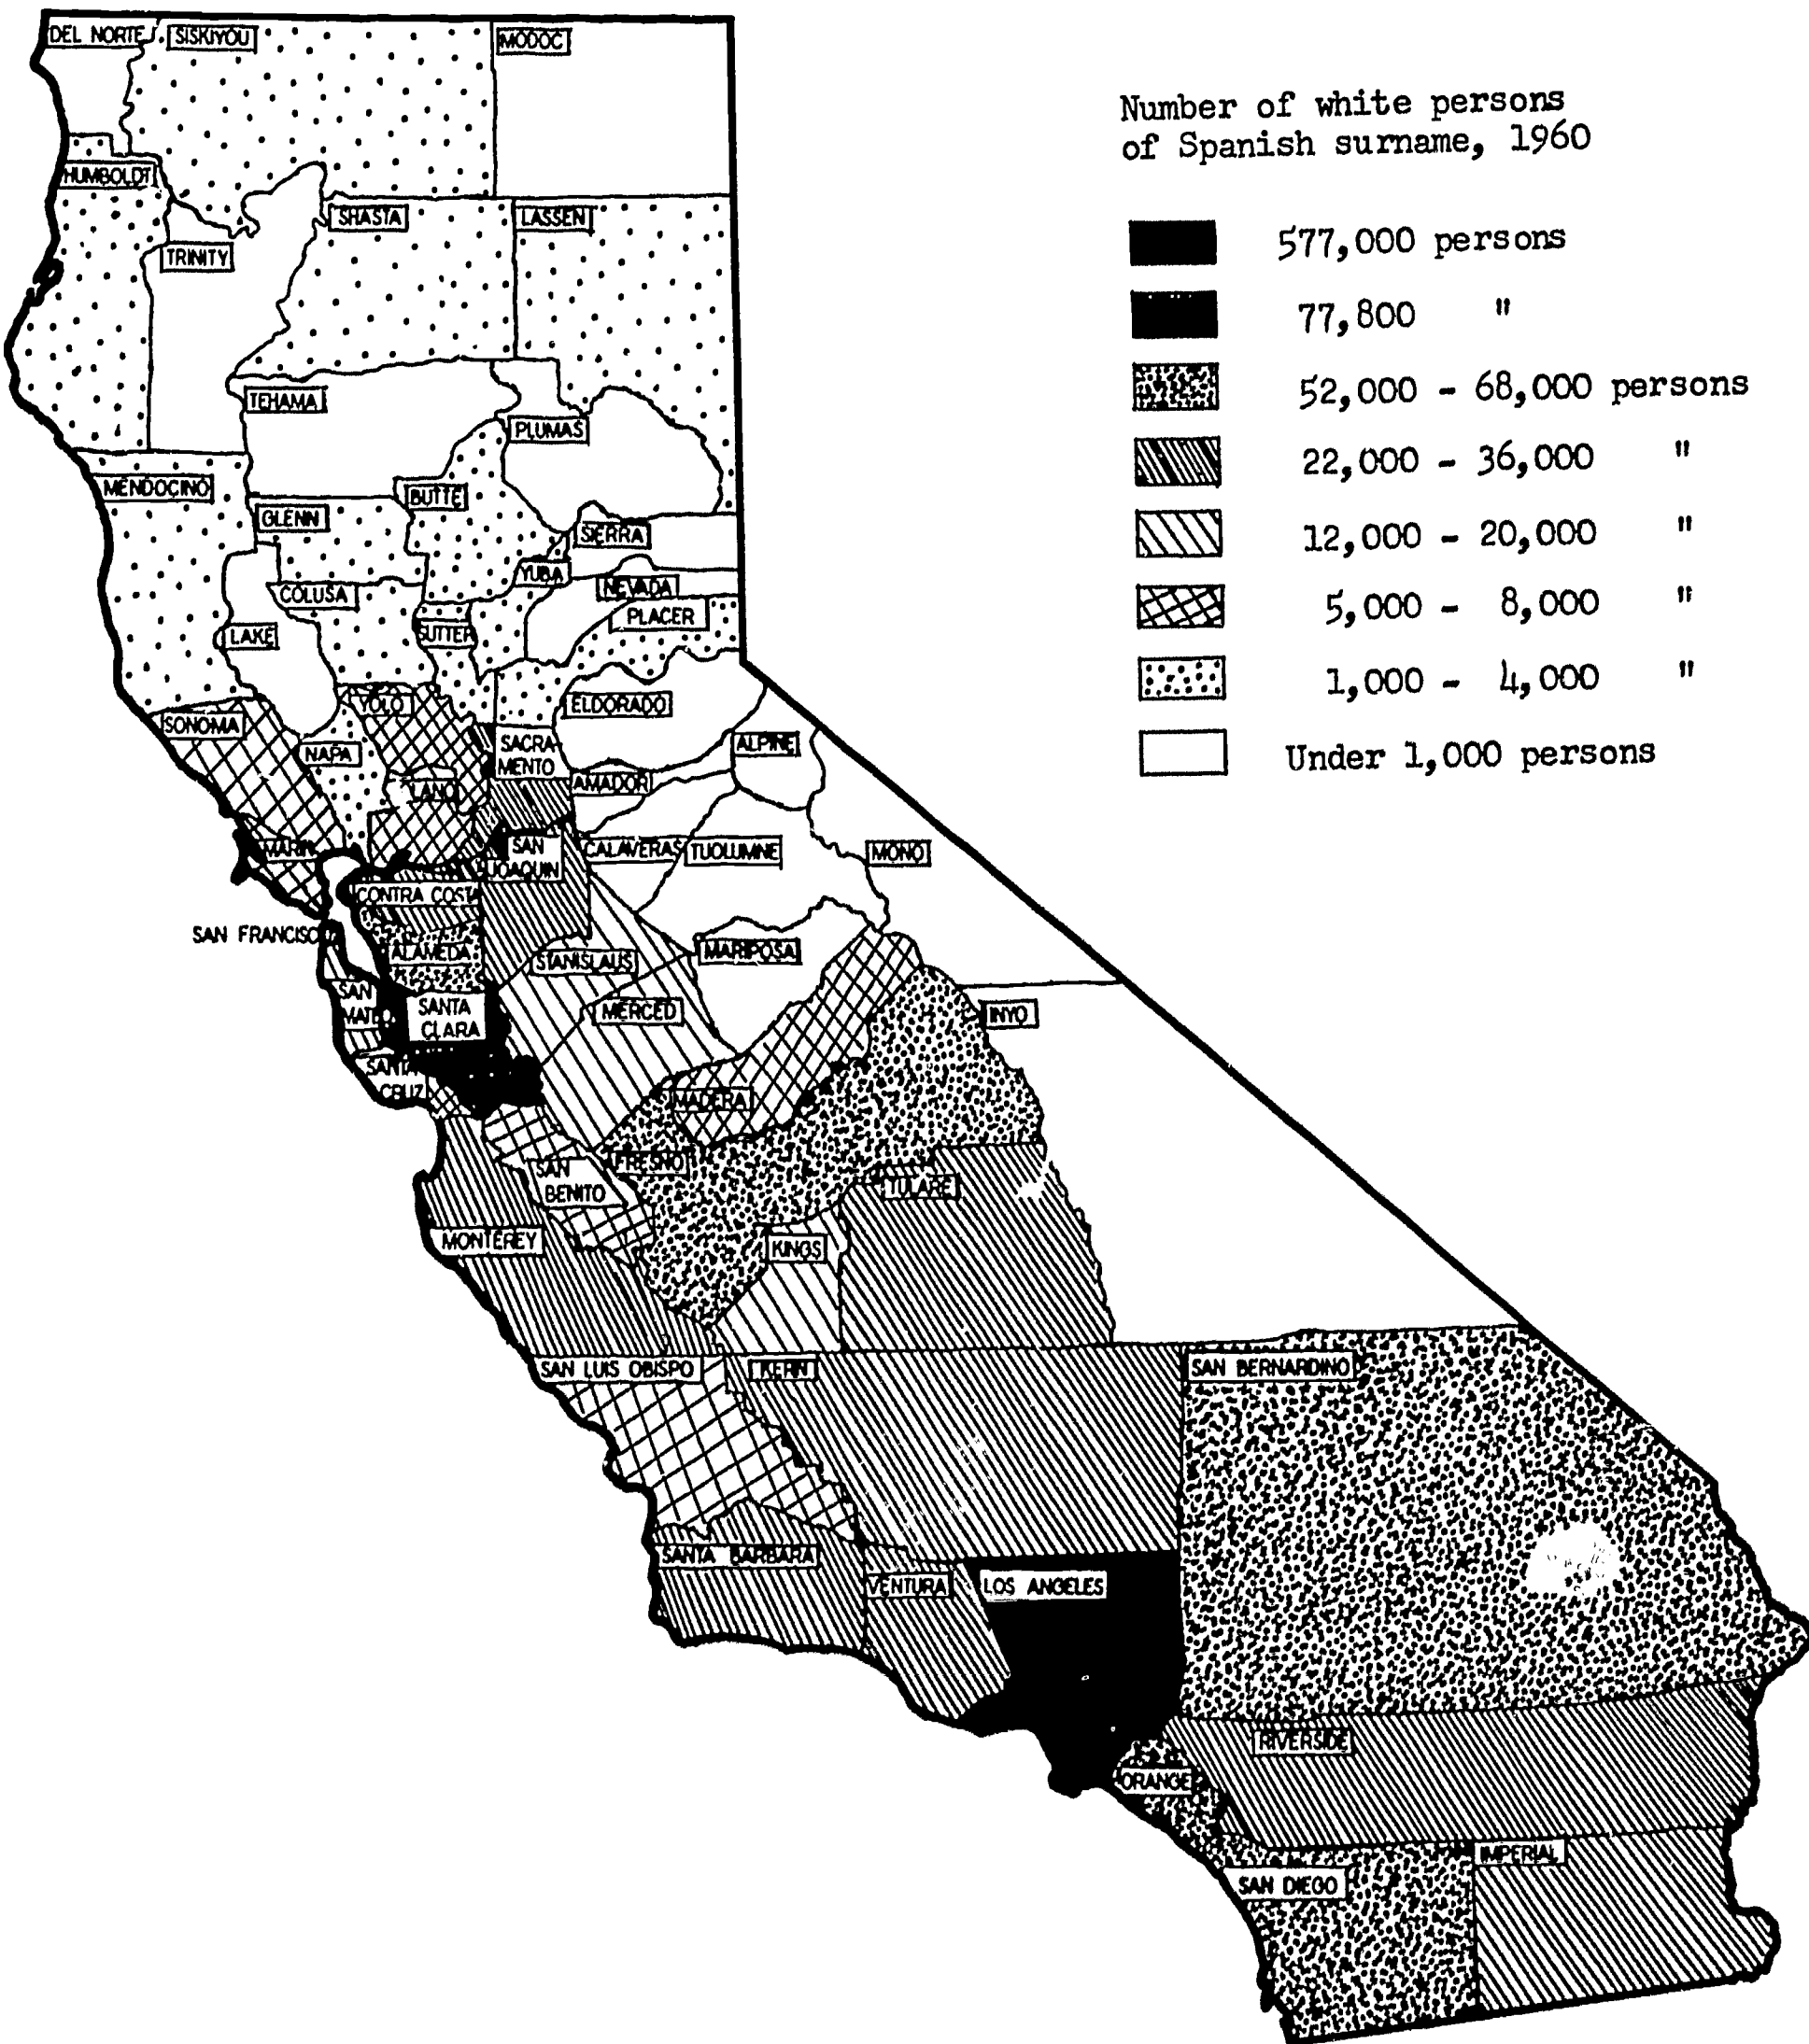 Number of white persons
of Spanish surname, 1960
577,000 persons
77,800 "
52,000 - 68,000 persons
22,000 - 36,000 "
12,000 - 20,000 "
5,000 - 8,000 "
1,000 - 4,000 "
Under 1,000 persons
DEL NORTE
SISKIYOU
MODOC
HUMBOLDT
TRINITY
SHASTA
LASSEN
TEHAMA
PLUMAS
MENDOCINO
GLENN
BUTTE
SIERRA
YUBA
NEVADA
COLUSA
PLACER
LAKE
SUTTER
ELDORADO
YOLO
SONOMA
NAPA
SACRA-
MENTO
ALPINE
AMADOR
LANO
MARIN
SAN
JOAQUIN
CALAVERAS
TUOLUMNE
MONO
CONTRA COSTA
SAN FRANCISCO
ALAMEDA
STANISLAUS
MARIPOSA
SAN
MATEO
SANTA
CLARA
MERCED
INYO
SANTA
CRUZ
MADERA
SAN
BENITO
FRESNO
TULARE
MONTEREY
KINGS
SAN LUIS OBISPO
KERN
SAN BERNARDINO
SANTA BARBARA
VENTURA
LOS ANGELES
RIVERSIDE
ORANGE
IMPERIAL
SAN DIEGO